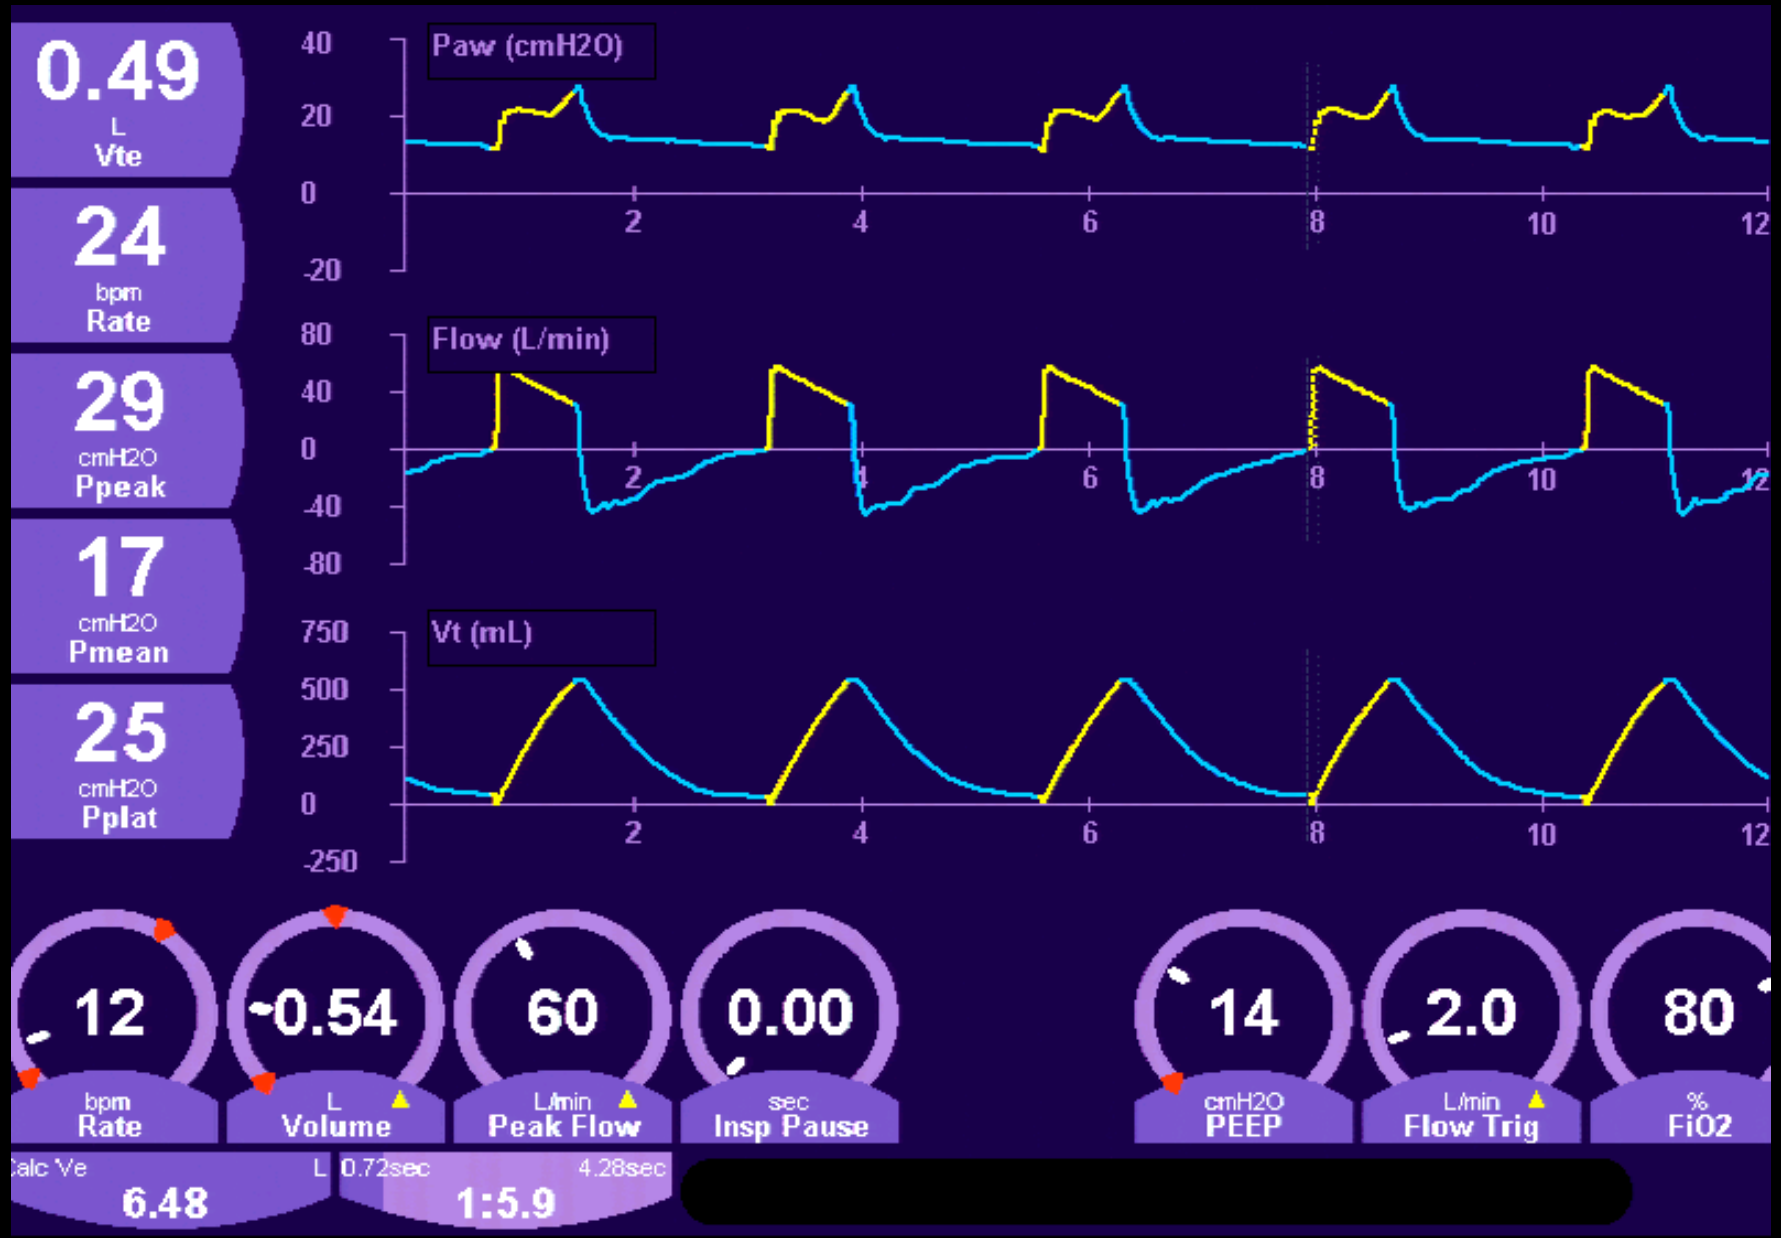 0.49
L
Vte
24
bpm
Rate
29
cmH2O
Ppeak
17
cmH2O
Pmean
25
cmH2O
Pplat
Paw (cmH2O)
40
20
0
-20
2 4 6 8 10 12
Flow (L/min)
80
40
0
-40
-80
2 4 6 8 10 12
Vt (mL)
750
500
250
0
-250
2 4 6 8 10 12
12
bpm
Rate
0.54
L
Volume
60
L/min
Peak Flow
0.00
sec
Insp Pause
14
cmH2O
PEEP
2.0
L/min
Flow Trig
80
%
FiO2
alc Ve L
6.48
0.72sec 4.28sec
1:5.9